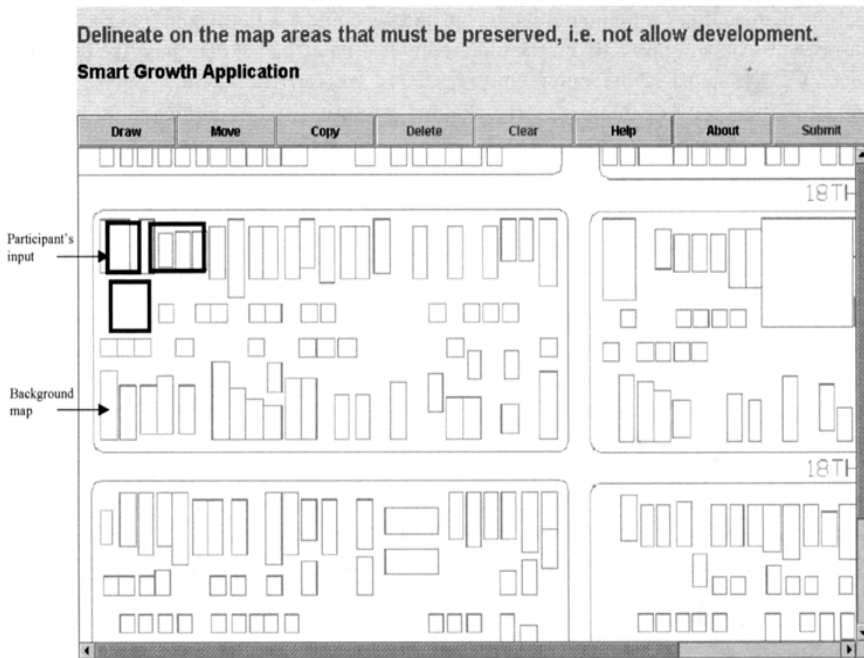 Delineate on the map areas that must be preserved, i.e. not allow development.
Smart Growth Application
Draw Move Copy Delete Clear Help About Submit
18TH
Participant's
input
Background
map
18TH